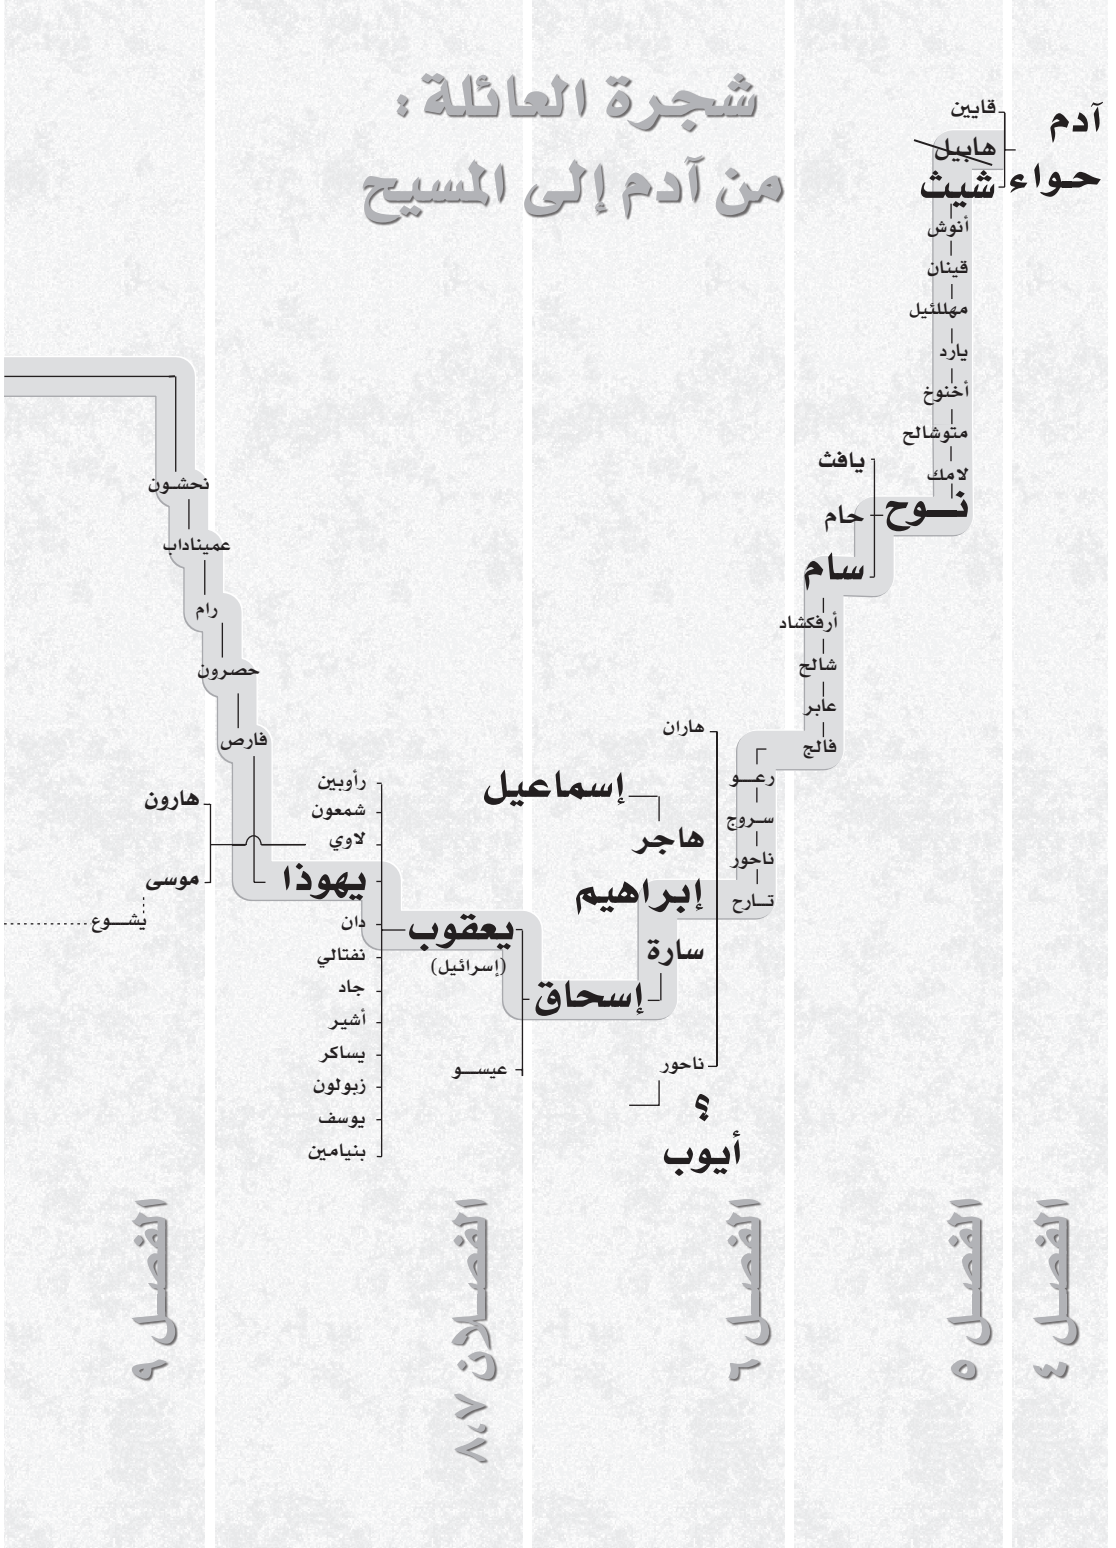 شجرة العائلة :
من آدم إلى المسيح
آدم
حواء
قايين
هابيل
شيث
أنوش
قينان
مهللئيل
يارد
أخنوخ
متوشالح
لامك
نوح
يافث
حام
سام
أرفكشاد
شالح
عابر
فالج
رعو
سروج
ناحور
تارح
هاران
إبراهيم
ناحور
هاجر
إسماعيل
سارة
إسحاق
؟
أيوب
يعقوب
(إسرائيل)
عيسو
رأوبين
شمعون
لاوي
يهوذا
دان
نفتالي
جاد
أشير
يساكر
زبولون
يوسف
بنيامين
هارون
موسى
يشوع
فارص
حصرون
رام
عميناداب
نحشون
الفصل ٤
الفصل ٥
الفصل ٦
الفصلان ٨،٧
الفصل ٩